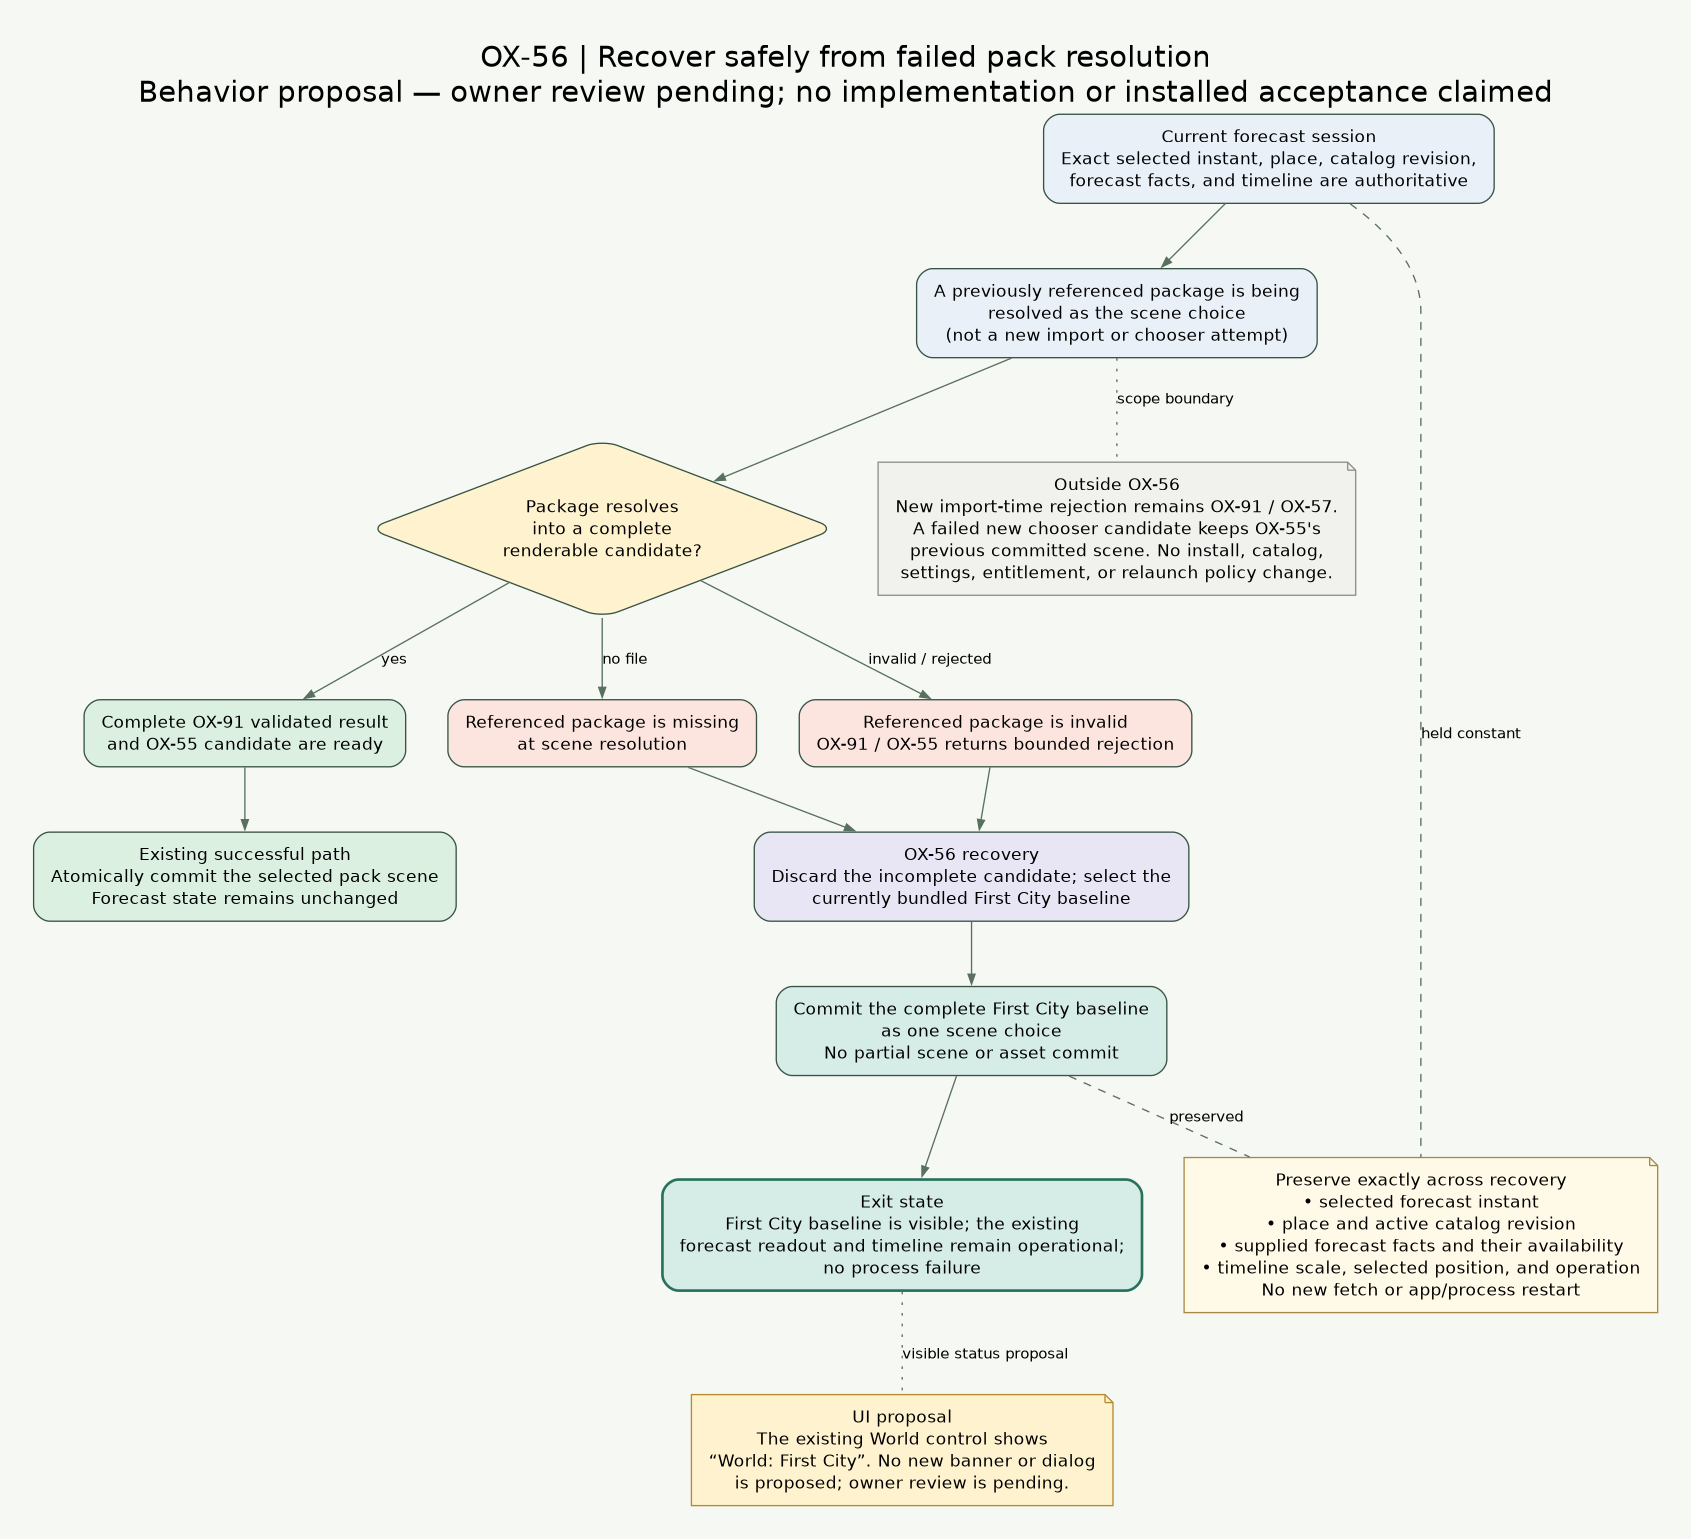 OX-56 | Recover safely from failed pack resolution
Behavior proposal — owner review pending; no implementation or installed acceptance claimed
Current forecast session
Exact selected instant, place, catalog revision,
forecast facts, and timeline are authoritative
A previously referenced package is being
resolved as the scene choice
(not a new import or chooser attempt)
scope boundary
Outside OX-56
New import-time rejection remains OX-91 / OX-57.
A failed new chooser candidate keeps OX-55's
previous committed scene. No install, catalog,
settings, entitlement, or relaunch policy change.
Package resolves
into a complete
renderable candidate?
yes
no file
invalid / rejected
Complete OX-91 validated result
and OX-55 candidate are ready
Referenced package is missing
at scene resolution
Referenced package is invalid
OX-91 / OX-55 returns bounded rejection
held constant
Existing successful path
Atomically commit the selected pack scene
Forecast state remains unchanged
OX-56 recovery
Discard the incomplete candidate; select the
currently bundled First City baseline
Commit the complete First City baseline
as one scene choice
No partial scene or asset commit
preserved
Exit state
First City baseline is visible; the existing
forecast readout and timeline remain operational;
no process failure
Preserve exactly across recovery
• selected forecast instant
• place and active catalog revision
• supplied forecast facts and their availability
• timeline scale, selected position, and operation
No new fetch or app/process restart
visible status proposal
UI proposal
The existing World control shows
“World: First City”. No new banner or dialog
is proposed; owner review is pending.